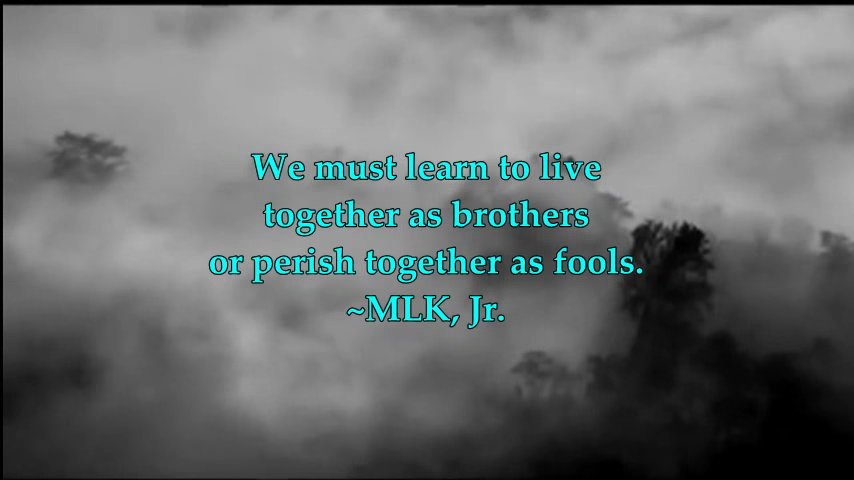 We must learn to live
together as brothers
or perish together as fools.
~MLK, Jr.